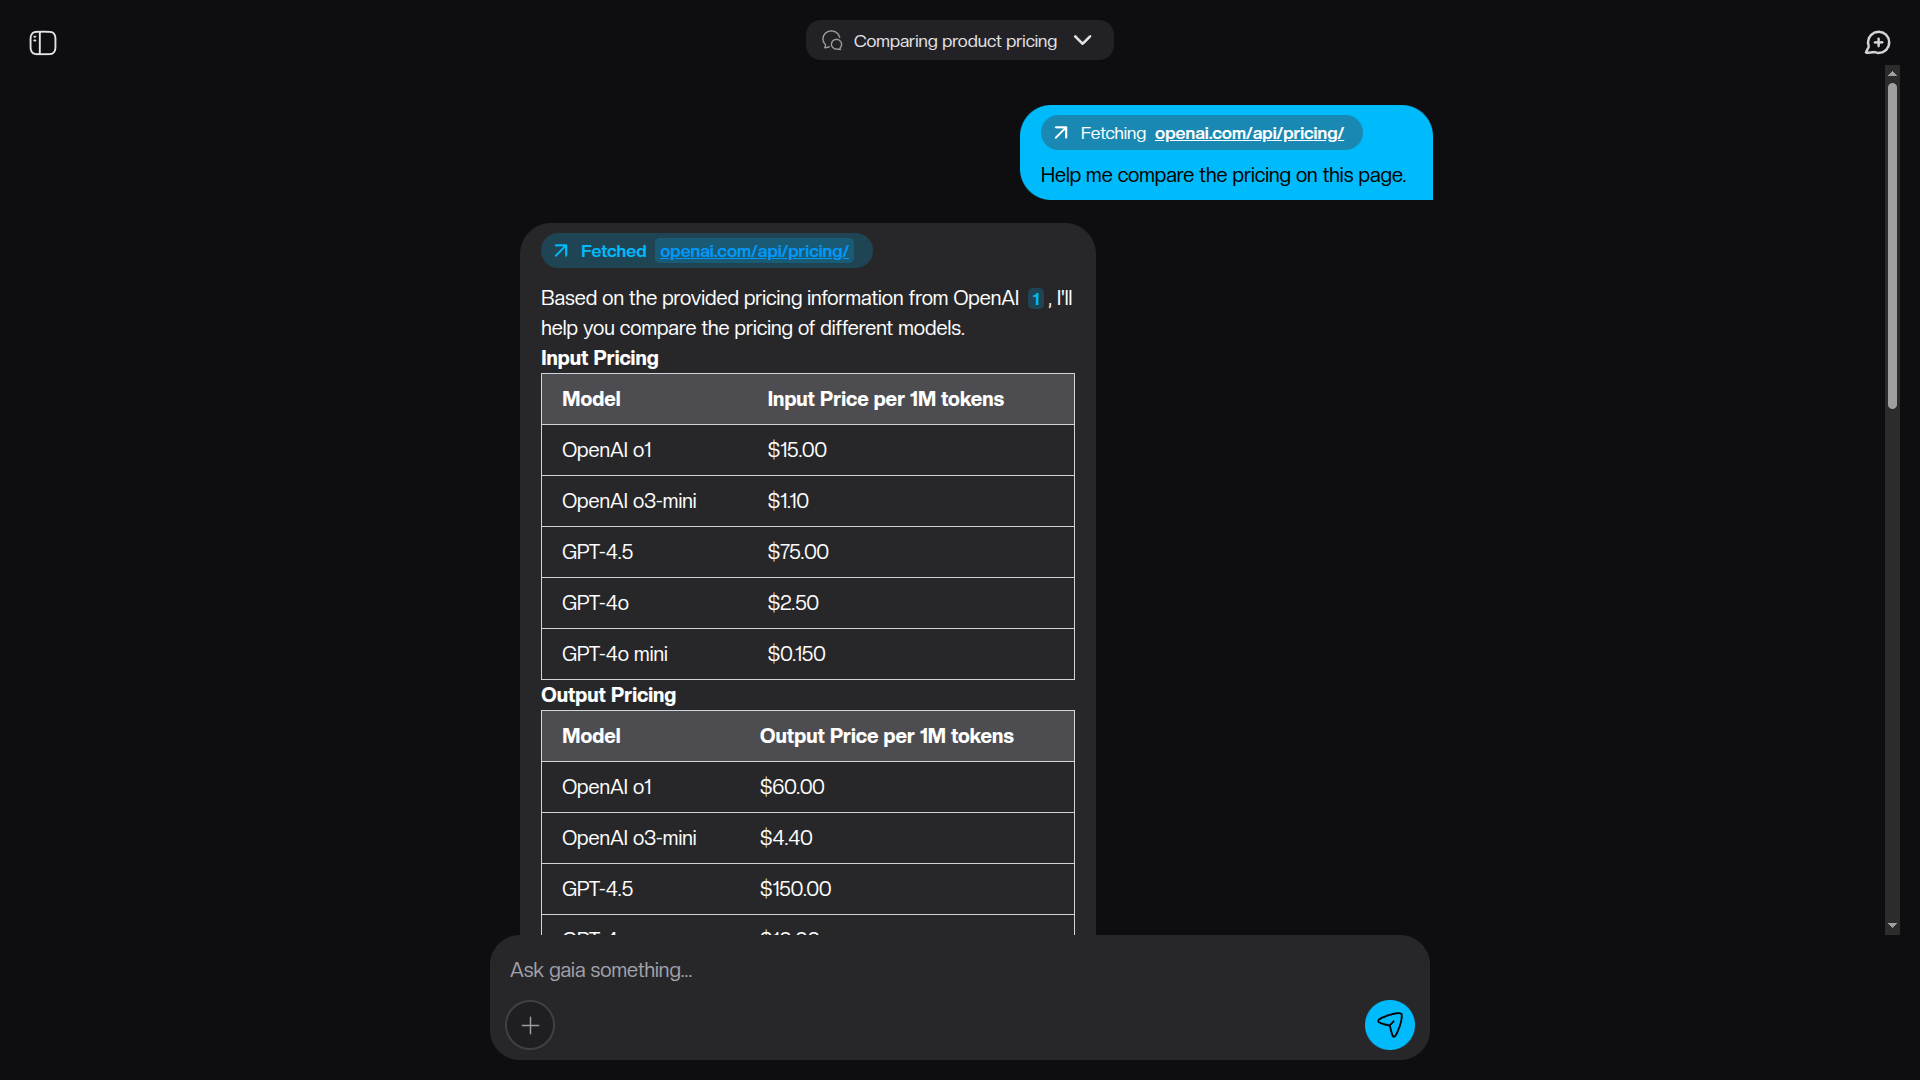 Comparing product pricing
Fetching openai.com/api/pricing/
Help me compare the pricing on this page.
Fetched openai.com/api/pricing/
Based on the provided pricing information from OpenAI 1 , I'll
help you compare the pricing of different models.
Input Pricing
Model Input Price per 1M tokens
OpenAI o1 $15.00
OpenAI o3-mini $1.10
GPT-4.5 $75.00
GPT-4o $2.50
GPT-4o mini $0.150
Output Pricing
Model Output Price per 1M tokens
OpenAI o1 $60.00
OpenAI o3-mini $4.40
GPT-4.5 $150.00
Ask gaia something...